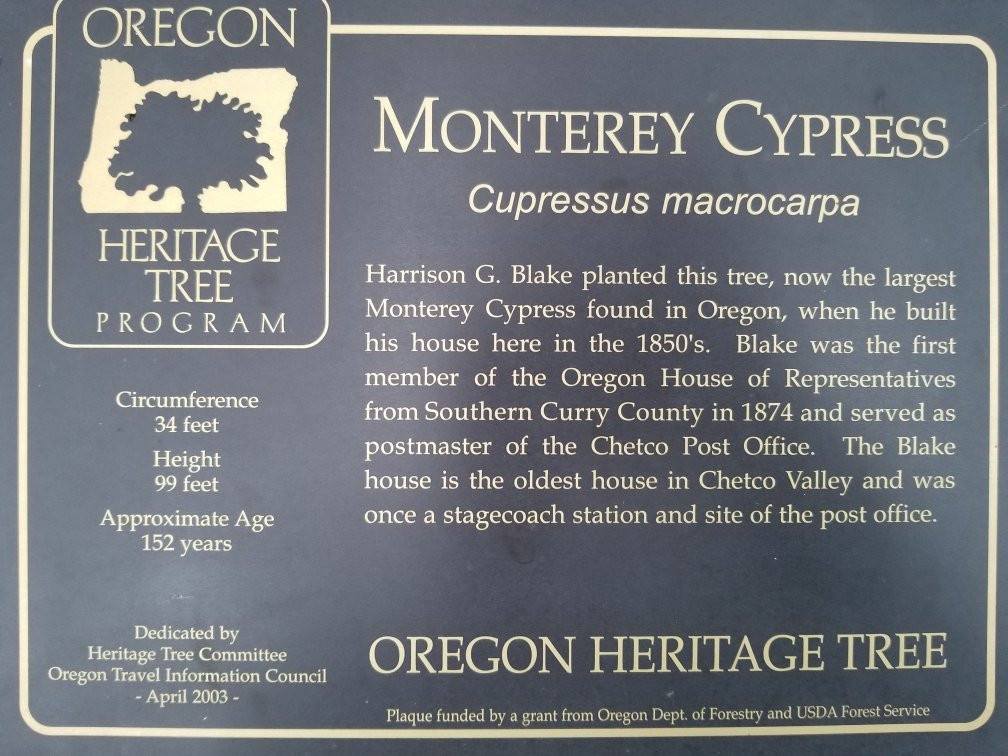 OREGON
HERITAGE
TREE
PROGRAM
Circumference
34 feet
Height
99 feet
Approximate Age
152 years
Dedicated by
Heritage Tree Committee
Oregon Travel Information Council
- April 2003 -
MONTEREY CYPRESS
Cupressus macrocarpa
Harrison G. Blake planted this tree, now the largest
Monterey Cypress found in Oregon, when he built
his house here in the 1850's. Blake was the first
member of the Oregon House of Representatives
from Southern Curry County in 1874 and served as
postmaster of the Chetco Post Office. The Blake
house is the oldest house in Chetco Valley and was
once a stagecoach station and site of the post office.
OREGON HERITAGE TREE
Plaque funded by a grant from Oregon Dept. of Forestry and USDA Forest Service